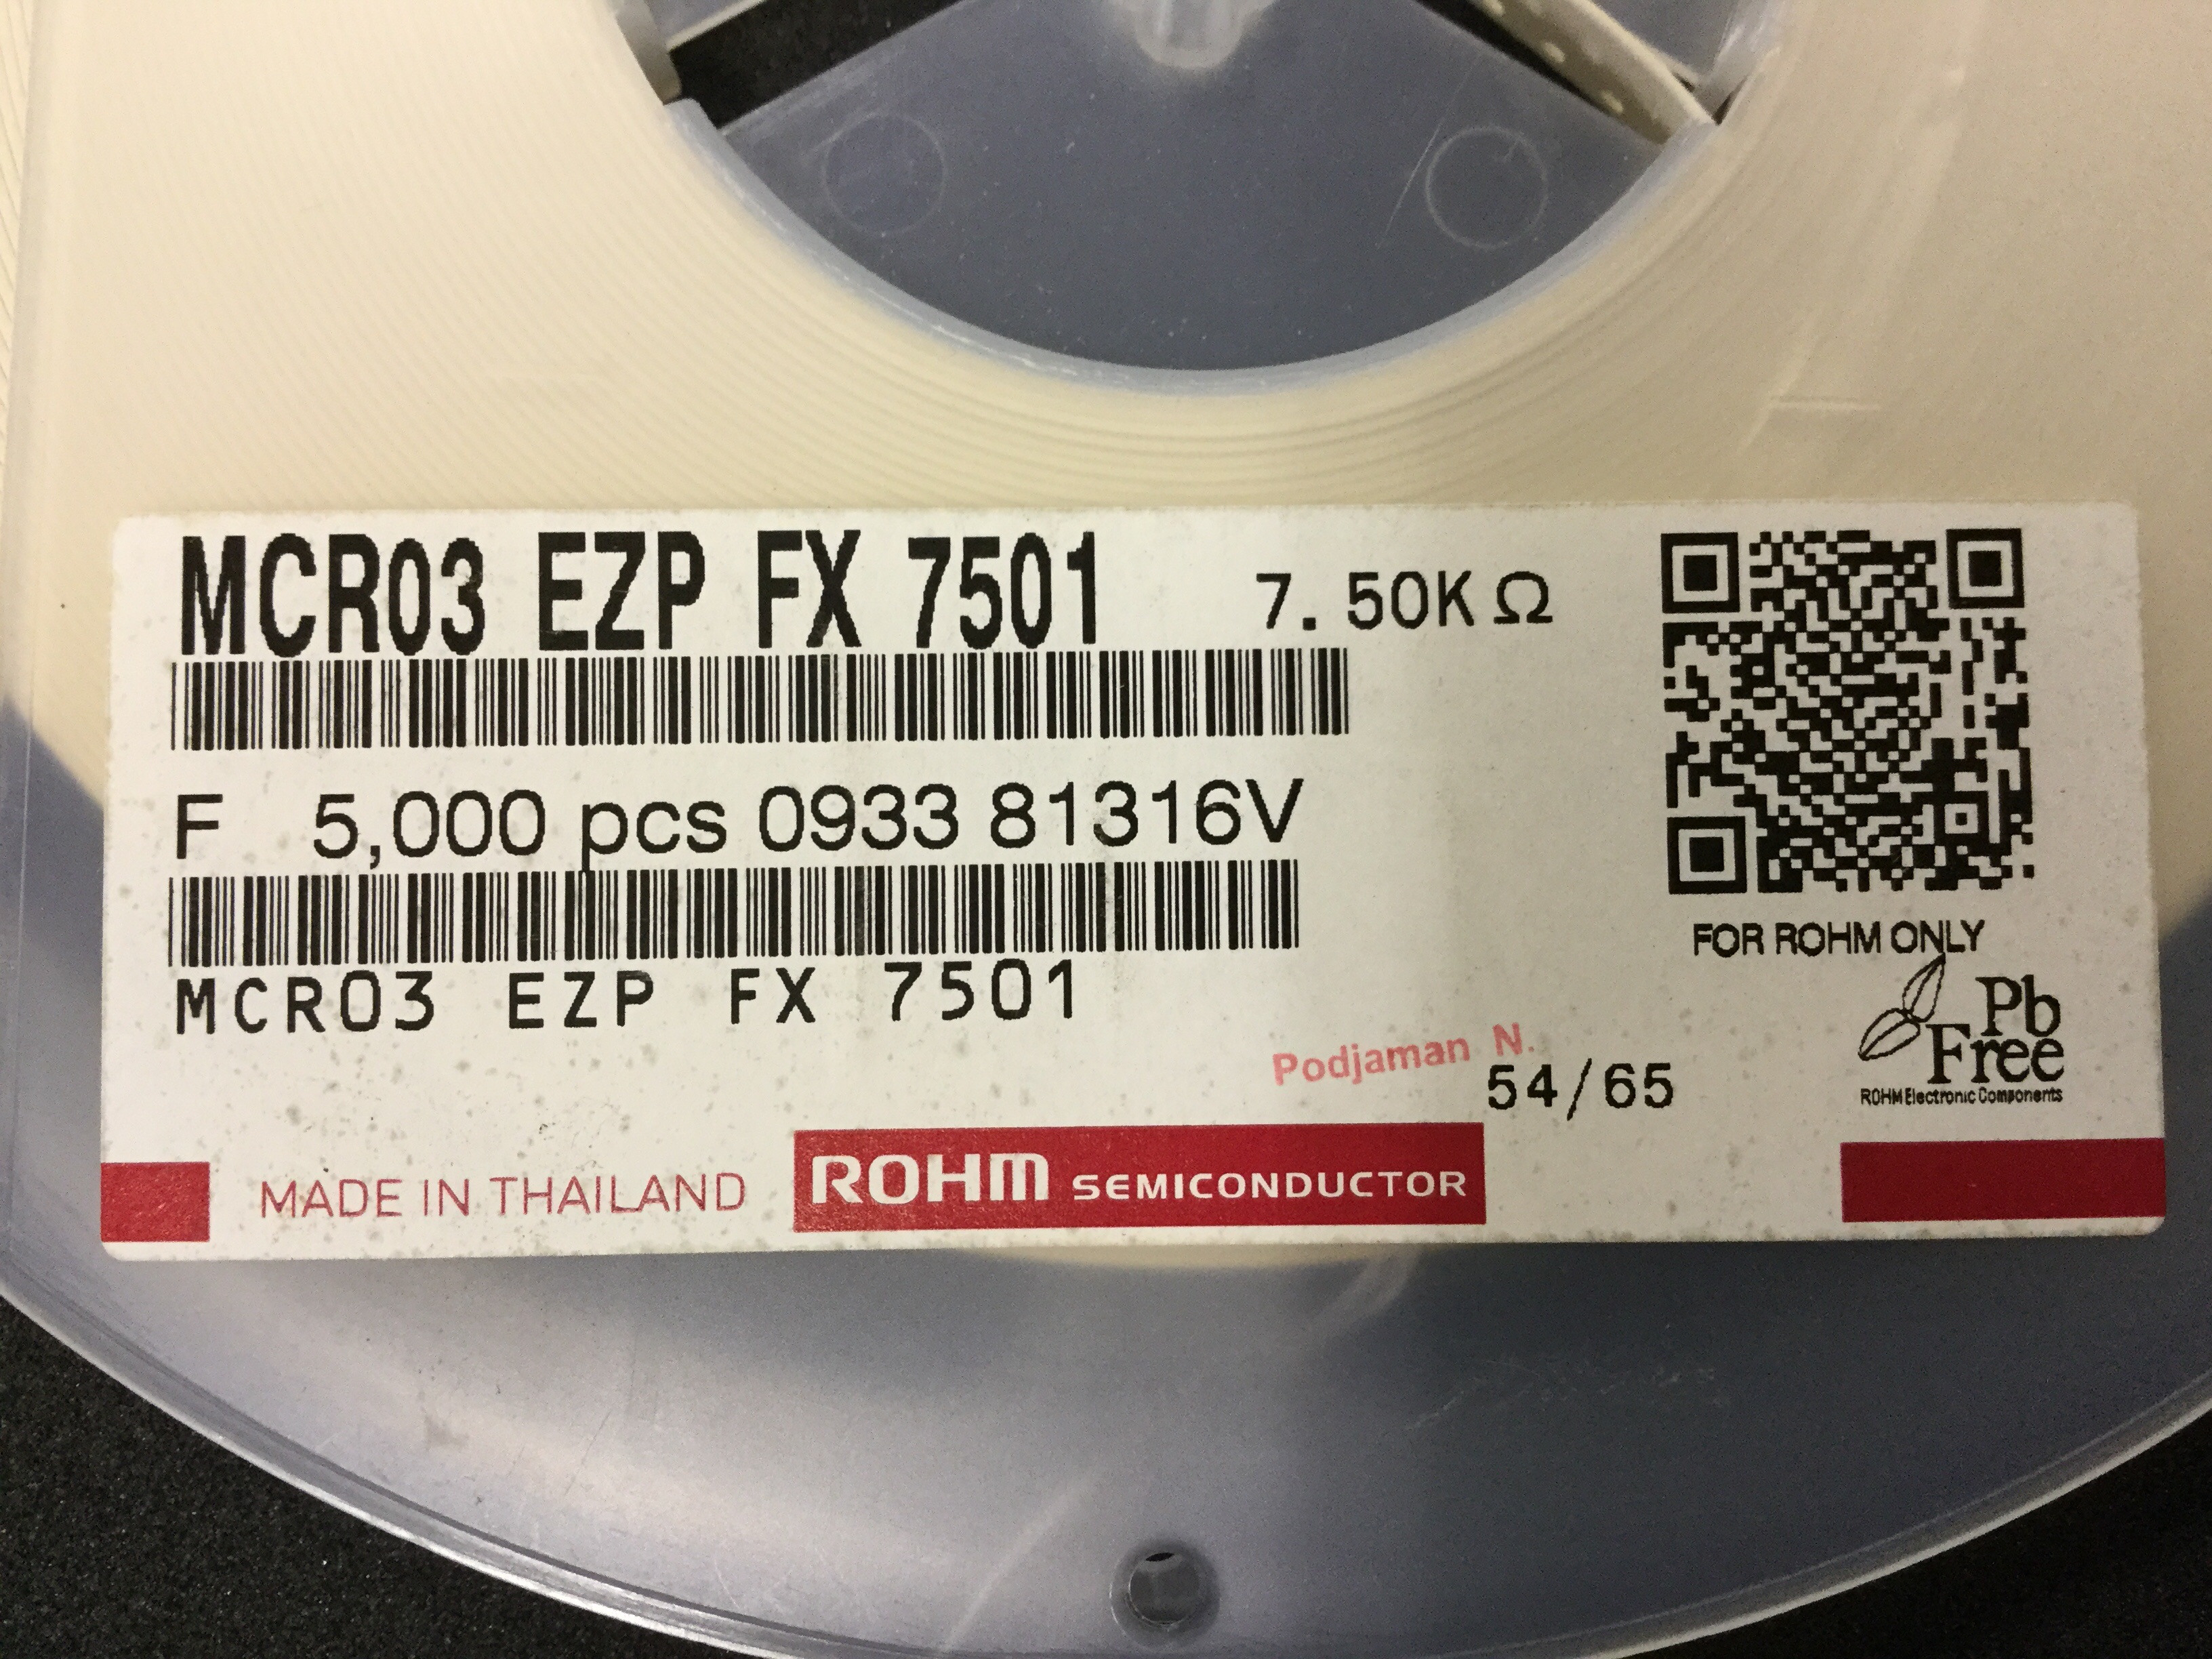 MCR03 EZP FX 7501 7.50KΩ
F 5,000 pcs 0933 81316V
MCR03 EZP FX 7501
FOR ROHM ONLY
Pb
Free
ROHM Electronic Components
Podjaman N.
54/65
MADE IN THAILAND ROHM SEMICONDUCTOR